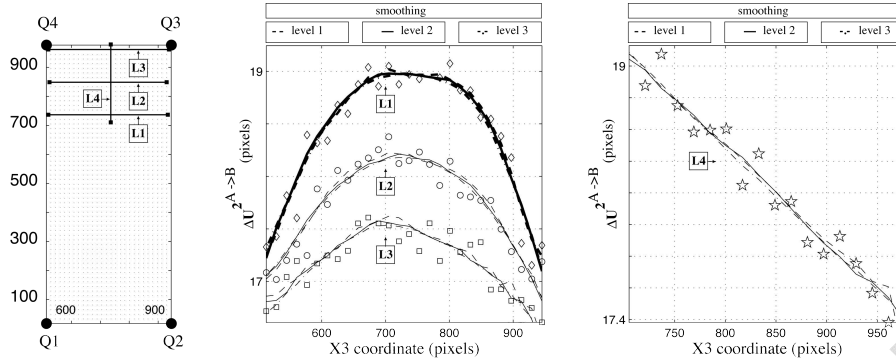 Q4 Q3
900
L3
L4 L2
700
L1
500
300
100
600 900
Q1 Q2
smoothing
level 1 level 2 level 3
19
L1
L2
L3
17
ΔU2 A ->B (pixels)
600 700 800 900
X3 coordinate (pixels)
smoothing
level 1 level 2 level 3
19
L4
17.4
ΔU2 A ->B (pixels)
750 800 850 900 950
X3 coordinate (pixels)